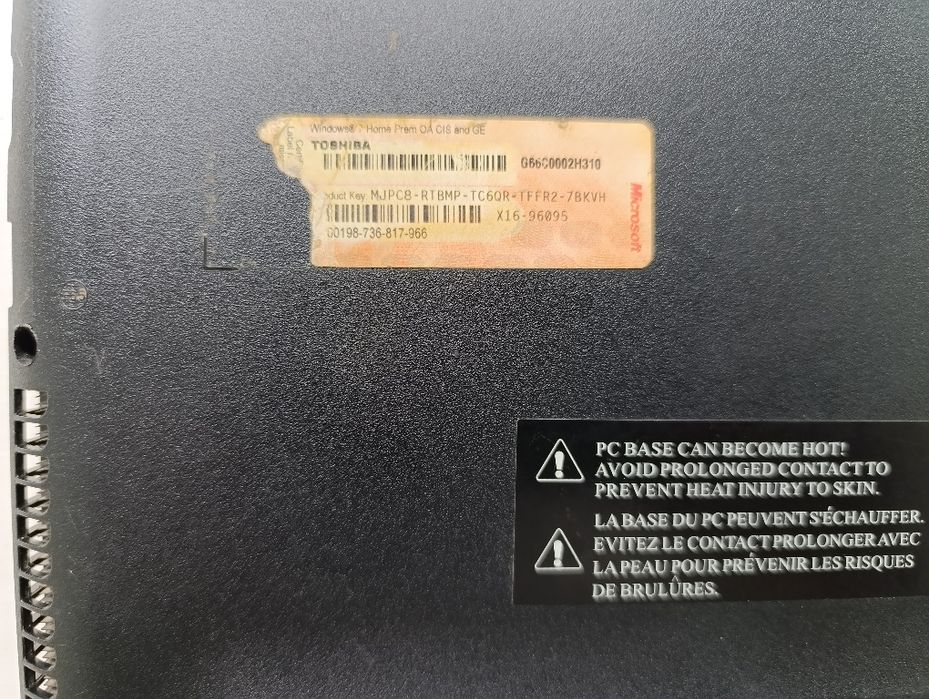 Windows® 7 Home Prem OA CIS and GE
TOSHIBA
G66C0002H310
duct Key: MJPC8-RTBMP-TC6QR-TFFR2-7BKVH
X16-96095
00198-736-817-966
Microsoft
PC BASE CAN BECOME HOT!
AVOID PROLONGED CONTACT TO
PREVENT HEAT INJURY TO SKIN.
LA BASE DU PC PEUVENT S'ÉCHAUFFER.
EVITEZ LE CONTACT PROLONGER AVEC
LA PEAU POUR PRÉVENIR LES RISQUES
DE BRULÛRES.